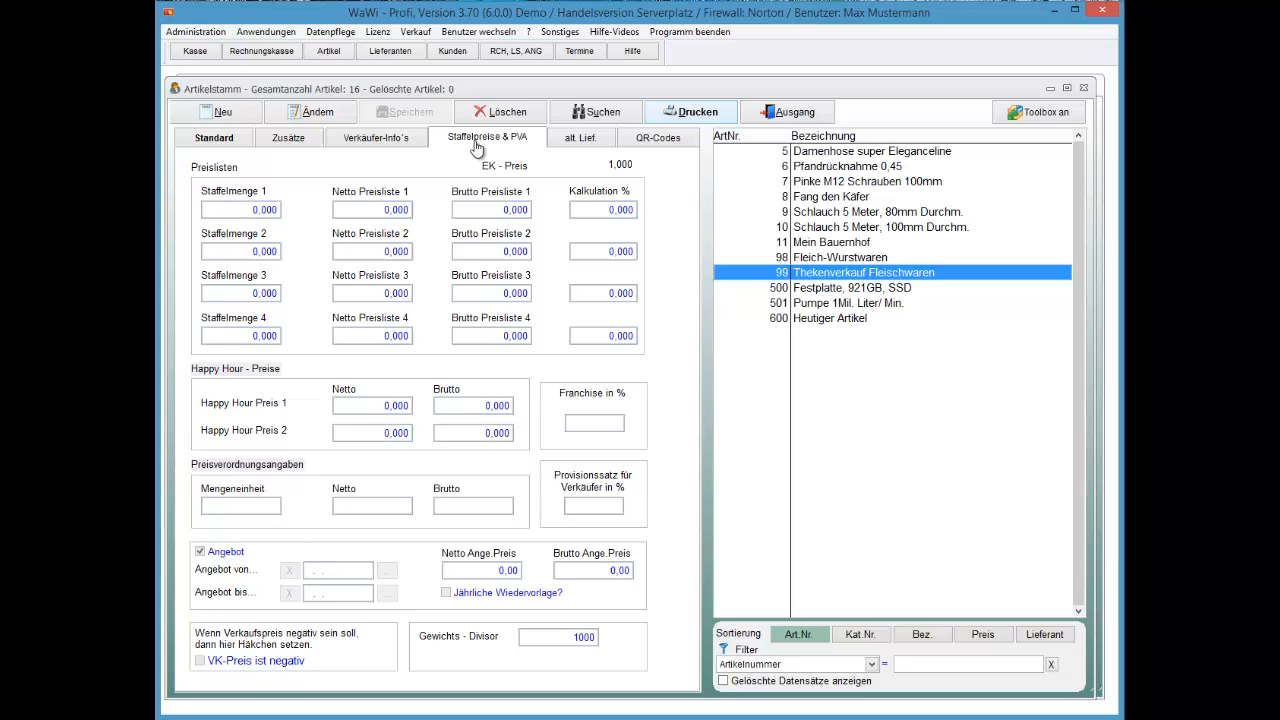 WaWi - Profi, Version 3.70 (6.0.0) Demo / Handelsversion Serverplatz / Firewall: Norton / Benutzer: Max Mustermann
Administration Anwendungen Datenpflege Lizenz Verkauf Benutzer wechseln ? Sonstiges Hilfe-Videos Programm beenden
Kasse Rechnungskasse Artikel Lieferanten Kunden RCH, LS, ANG Termine Hilfe
Artikelstamm - Gesamtanzahl Artikel: 16 - Gelöschte Artikel: 0
Neu Ändern Speichern Löschen Suchen Drucken Ausgang Toolbox an
Standard Zusätze Verkäufer-Info´s Staffelpreise & PVA alt. Lief. QR-Codes
Preislisten EK - Preis 1,000
Staffelmenge 1 Netto Preisliste 1 Brutto Preisliste 1 Kalkulation %
0,000 0,000 0,000 0,000
Staffelmenge 2 Netto Preisliste 2 Brutto Preisliste 2
0,000 0,000 0,000 0,000
Staffelmenge 3 Netto Preisliste 3 Brutto Preisliste 3
0,000 0,000 0,000 0,000
Staffelmenge 4 Netto Preisliste 4 Brutto Preisliste 4
0,000 0,000 0,000 0,000
Happy Hour - Preise
Netto Brutto
Happy Hour Preis 1 0,000 0,000
Happy Hour Preis 2 0,000 0,000
Franchise in %
Preisverordnungsangaben
Mengeneinheit Netto Brutto
Provisionssatz für
Verkäufer in %
Angebot Netto Ange.Preis Brutto Ange.Preis
Angebot von... X . . ... 0,00 0,00
Angebot bis... X . . ... Jährliche Wiedervorlage?
Wenn Verkaufspreis negativ sein soll,
dann hier Häkchen setzen.
VK-Preis ist negativ
Gewichts - Divisor 1000
ArtNr. Bezeichnung
5 Damenhose super Eleganceline
6 Pfandrücknahme 0,45
7 Pinke M12 Schrauben 100mm
8 Fang den Käfer
9 Schlauch 5 Meter, 80mm Durchm.
10 Schlauch 5 Meter, 100mm Durchm.
11 Mein Bauernhof
98 Fleich-Wurstwaren
99 Thekenverkauf Fleischwaren
500 Festplatte, 921GB, SSD
501 Pumpe 1Mil. Liter/ Min.
600 Heutiger Artikel
Sortierung Art.Nr. Kat.Nr. Bez. Preis Lieferant
Filter
Artikelnummer = X
Gelöschte Datensätze anzeigen